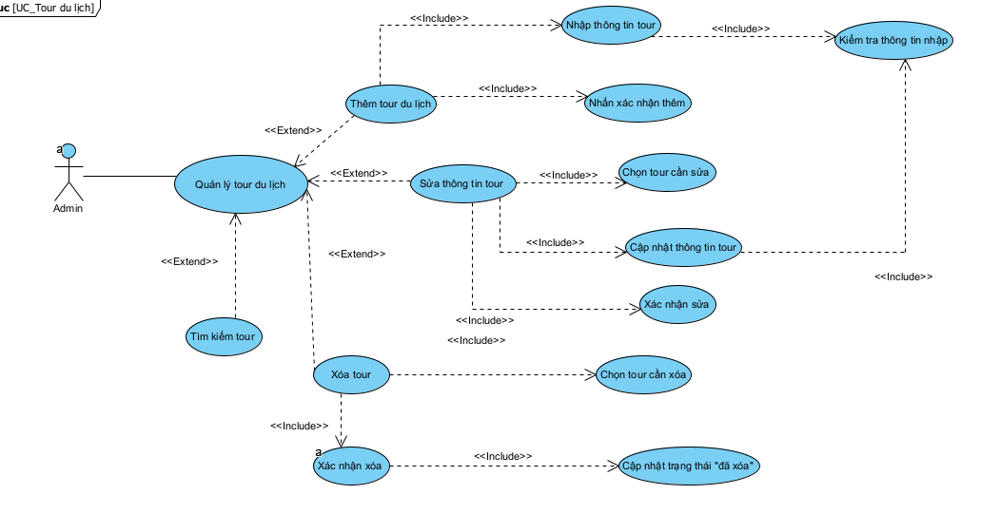 uc [UC_Tour du lịch]
<<Include>>
Nhập thông tin tour
<<Include>>
Kiểm tra thông tin nhập
Thêm tour du lịch
<<Include>>
Nhấn xác nhận thêm
<<Extend>>
a
Admin
Quản lý tour du lịch
<<Extend>>
Sửa thông tin tour
<<Include>>
Chọn tour cần sửa
<<Include>>
Cập nhật thông tin tour
<<Include>>
<<Extend>>
<<Extend>>
Xác nhận sửa
<<Include>>
<<Include>>
Tìm kiếm tour
Xóa tour
Chọn tour cần xóa
<<Include>>
a
Xác nhận xóa
<<Include>>
Cập nhật trạng thái "đã xóa"